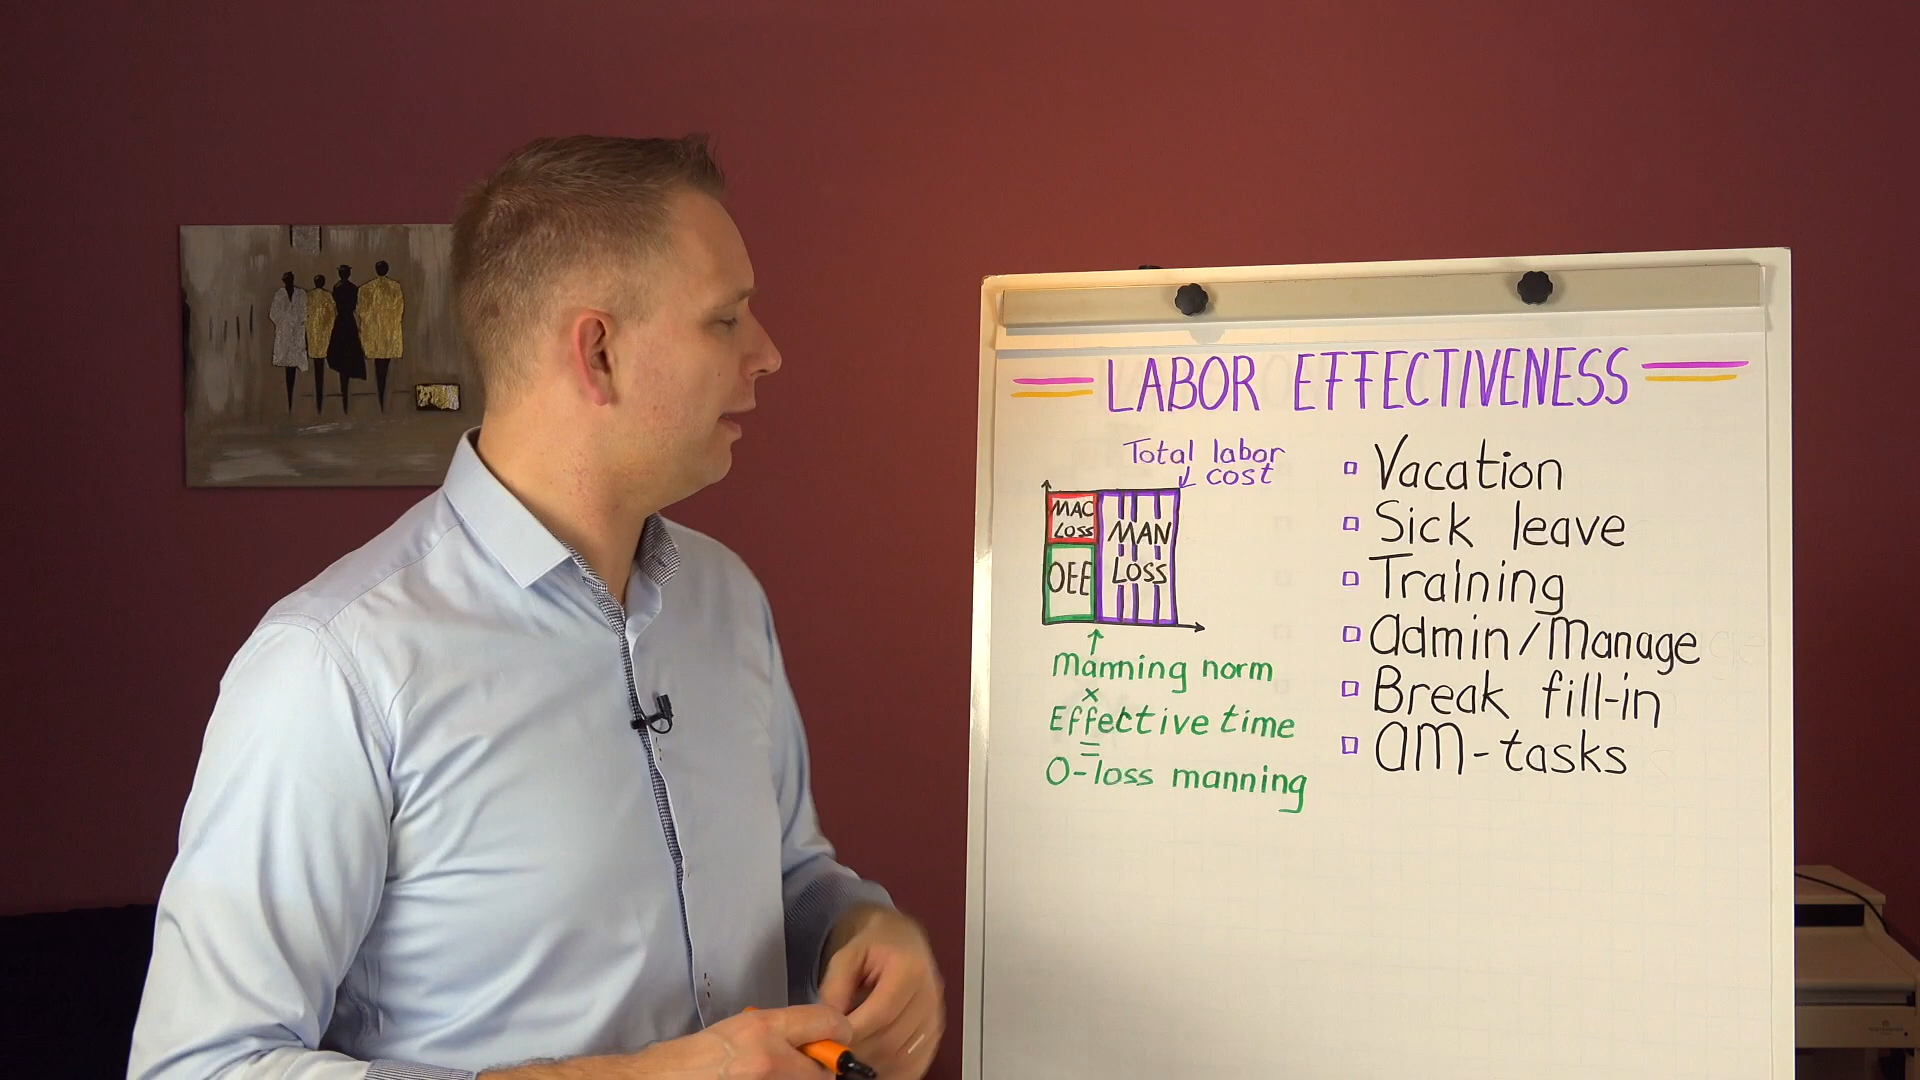 LABOR EFFECTIVENESS
Total labor
cost
MAC
LOSS
OEE
MAN
LOSS
Manning norm
x
Effective time
=
O-loss manning
Vacation
Sick leave
Training
Admin/Manage
Break fill-in
AM-tasks